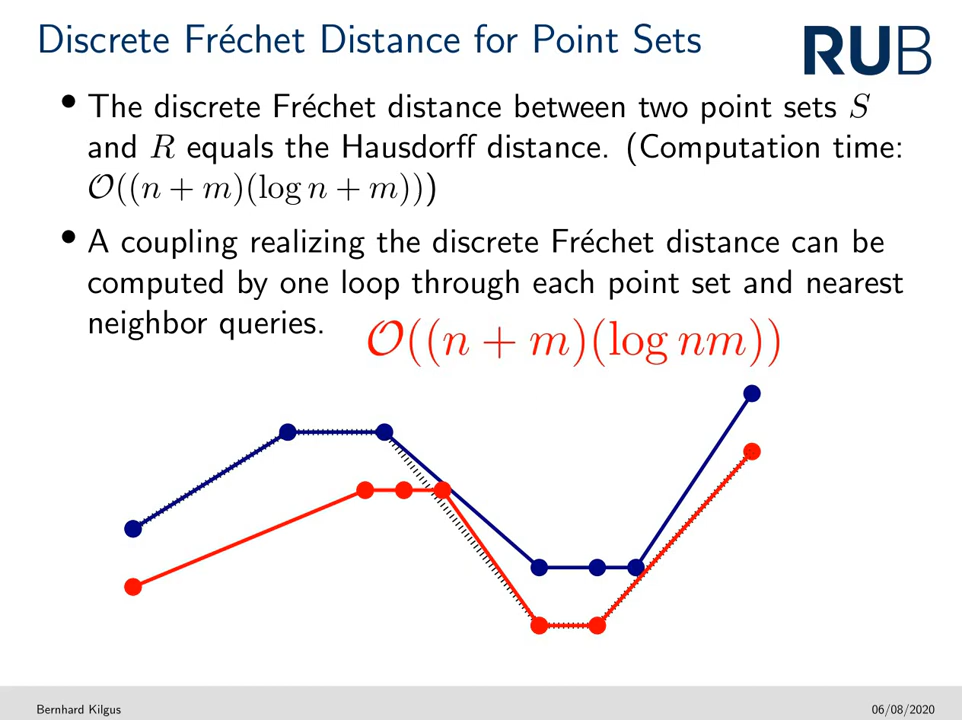 Discrete Fréchet Distance for Point Sets
RUB
• The discrete Fréchet distance between two point sets S
and R equals the Hausdorff distance. (Computation time:
O((n + m)(log n + m)))
• A coupling realizing the discrete Fréchet distance can be
computed by one loop through each point set and nearest
neighbor queries.
O((n + m)(log nm))
Bernhard Kilgus
06/08/2020